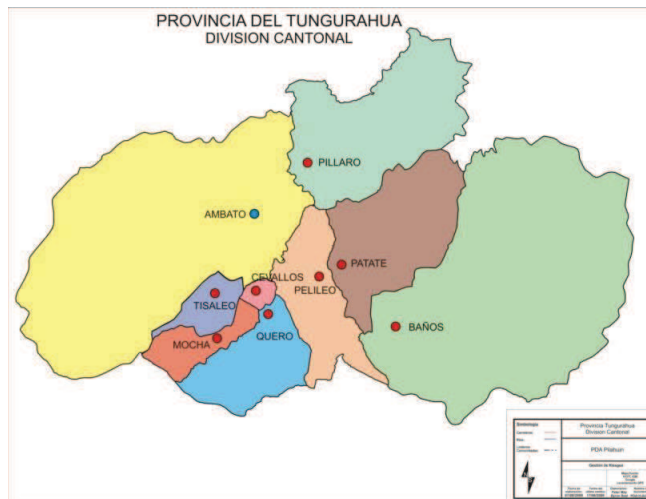 PROVINCIA DEL TUNGURAHUA
DIVISION CANTONAL
PILLARO
AMBATO
PATATE
CEVALLOS
PELILEO
TISALEO
BAÑOS
QUERO
MOCHA
Simbología
Provincia Tungurahua
Division Cantonal
PDA Pilahuin